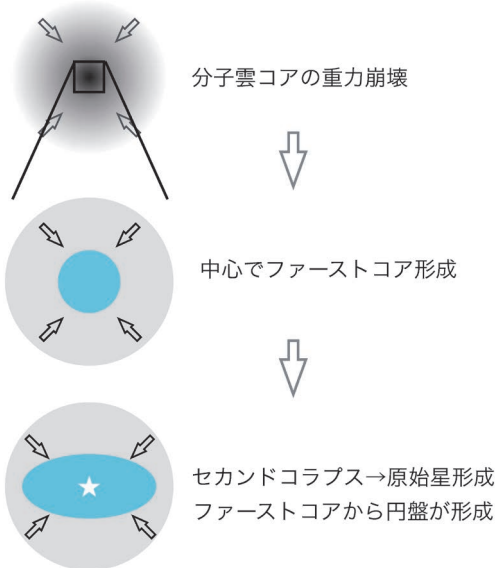 分子雲コアの重力崩壊
中心でファーストコア形成
セカンドコラプス→原始星形成
ファーストコアから円盤が形成